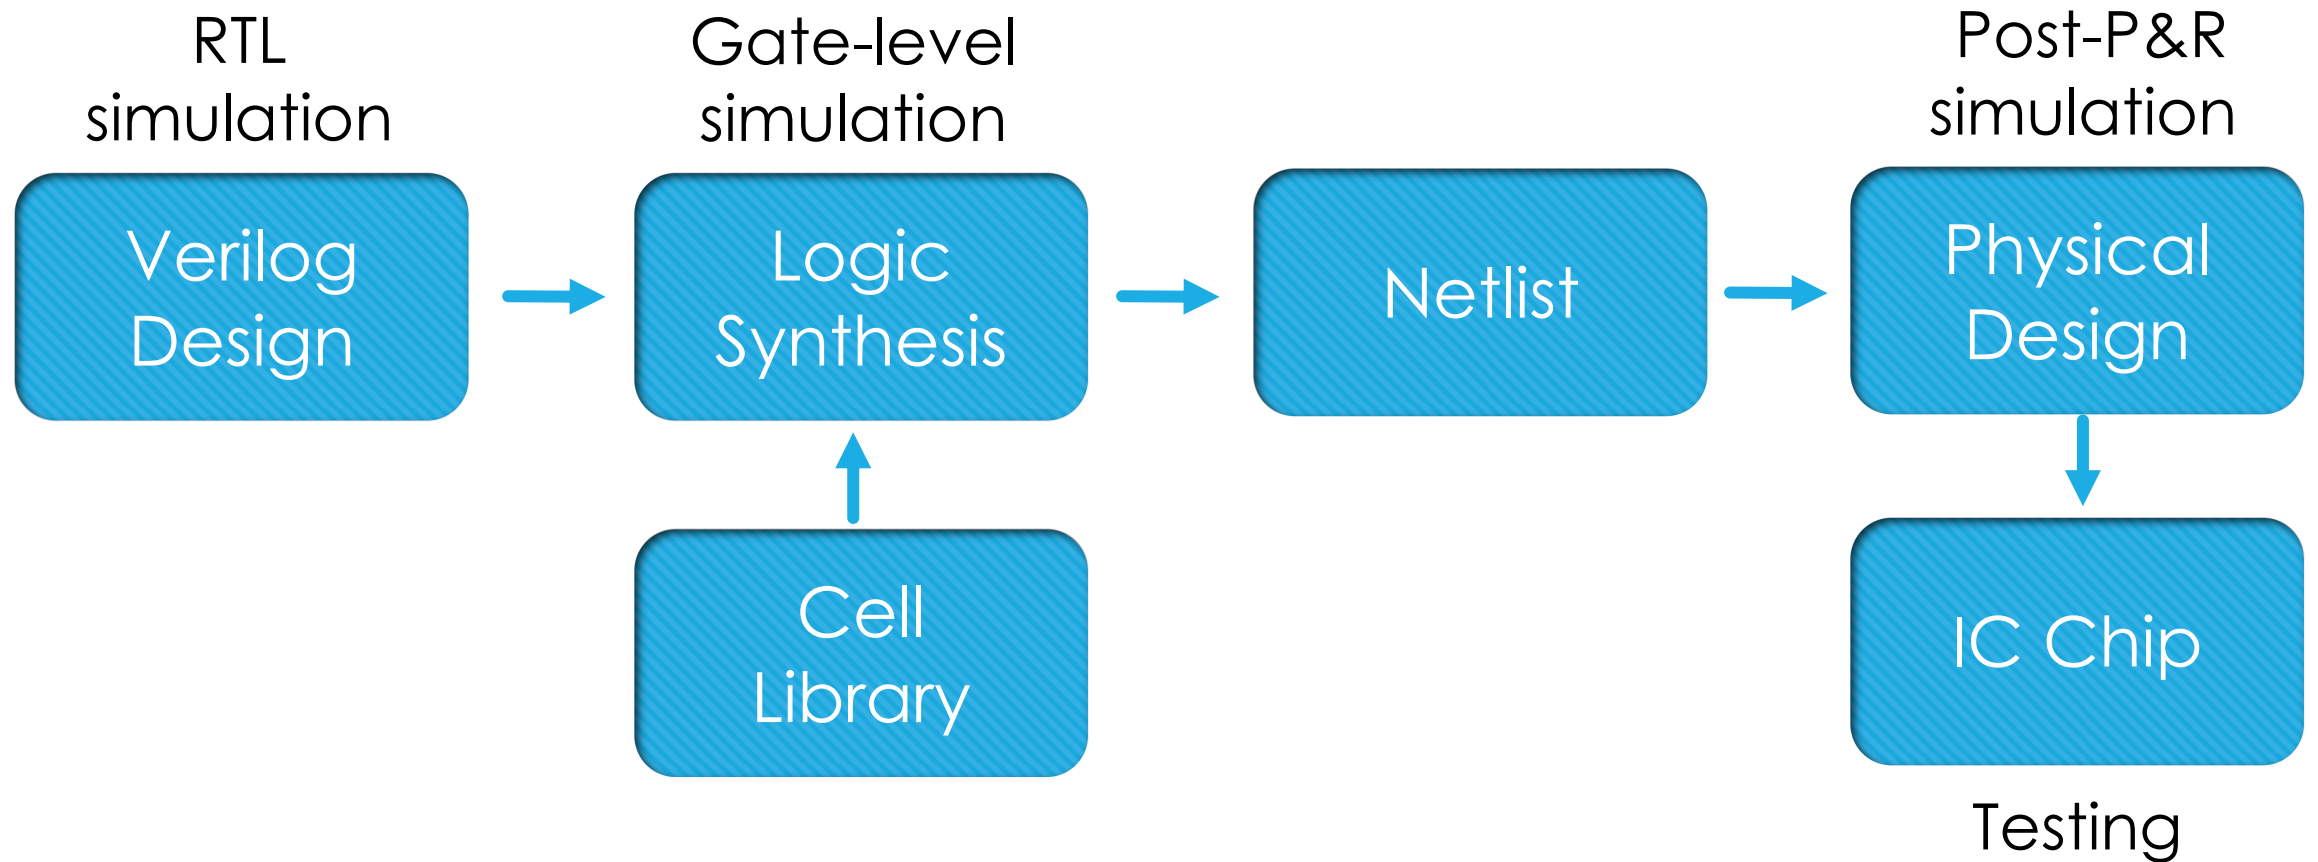 RTL
simulation
Gate-level
simulation
Post-P&R
simulation
Verilog
Design
Logic
Synthesis
Netlist
Physical
Design
Cell
Library
IC Chip
Testing